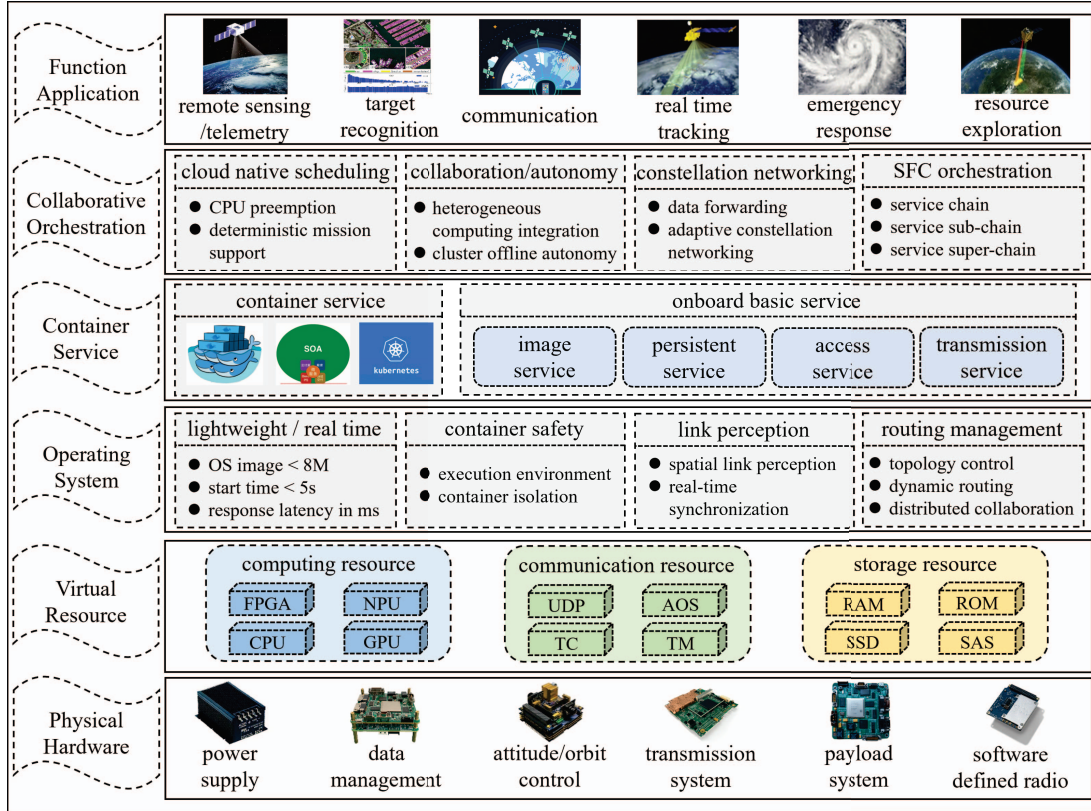 Function
Application
remote sensing
/telemetry
target
recognition
communication
real time
tracking
emergency
response
resource
exploration
Collaborative
Orchestration
cloud native scheduling
● CPU preemption
● deterministic mission
support
collaboration/autonomy
● heterogeneous
computing integration
● cluster offline autonomy
constellation networking
● data forwarding
● adaptive constellation
networking
SFC orchestration
● service chain
● service sub-chain
● service super-chain
Container
Service
container service
SOA
kubernetes
onboard basic service
image
service
persistent
service
access
service
transmission
service
Operating
System
lightweight / real time
● OS image < 8M
● start time < 5s
● response latency in ms
container safety
● execution environment
● container isolation
link perception
● spatial link perception
● real-time
synchronization
routing management
● topology control
● dynamic routing
● distributed collaboration
Virtual
Resource
computing resource
FPGA
NPU
CPU
GPU
communication resource
UDP
AOS
TC
TM
storage resource
RAM
ROM
SSD
SAS
Physical
Hardware
power
supply
data
management
attitude/orbit
control
transmission
system
payload
system
software
defined radio